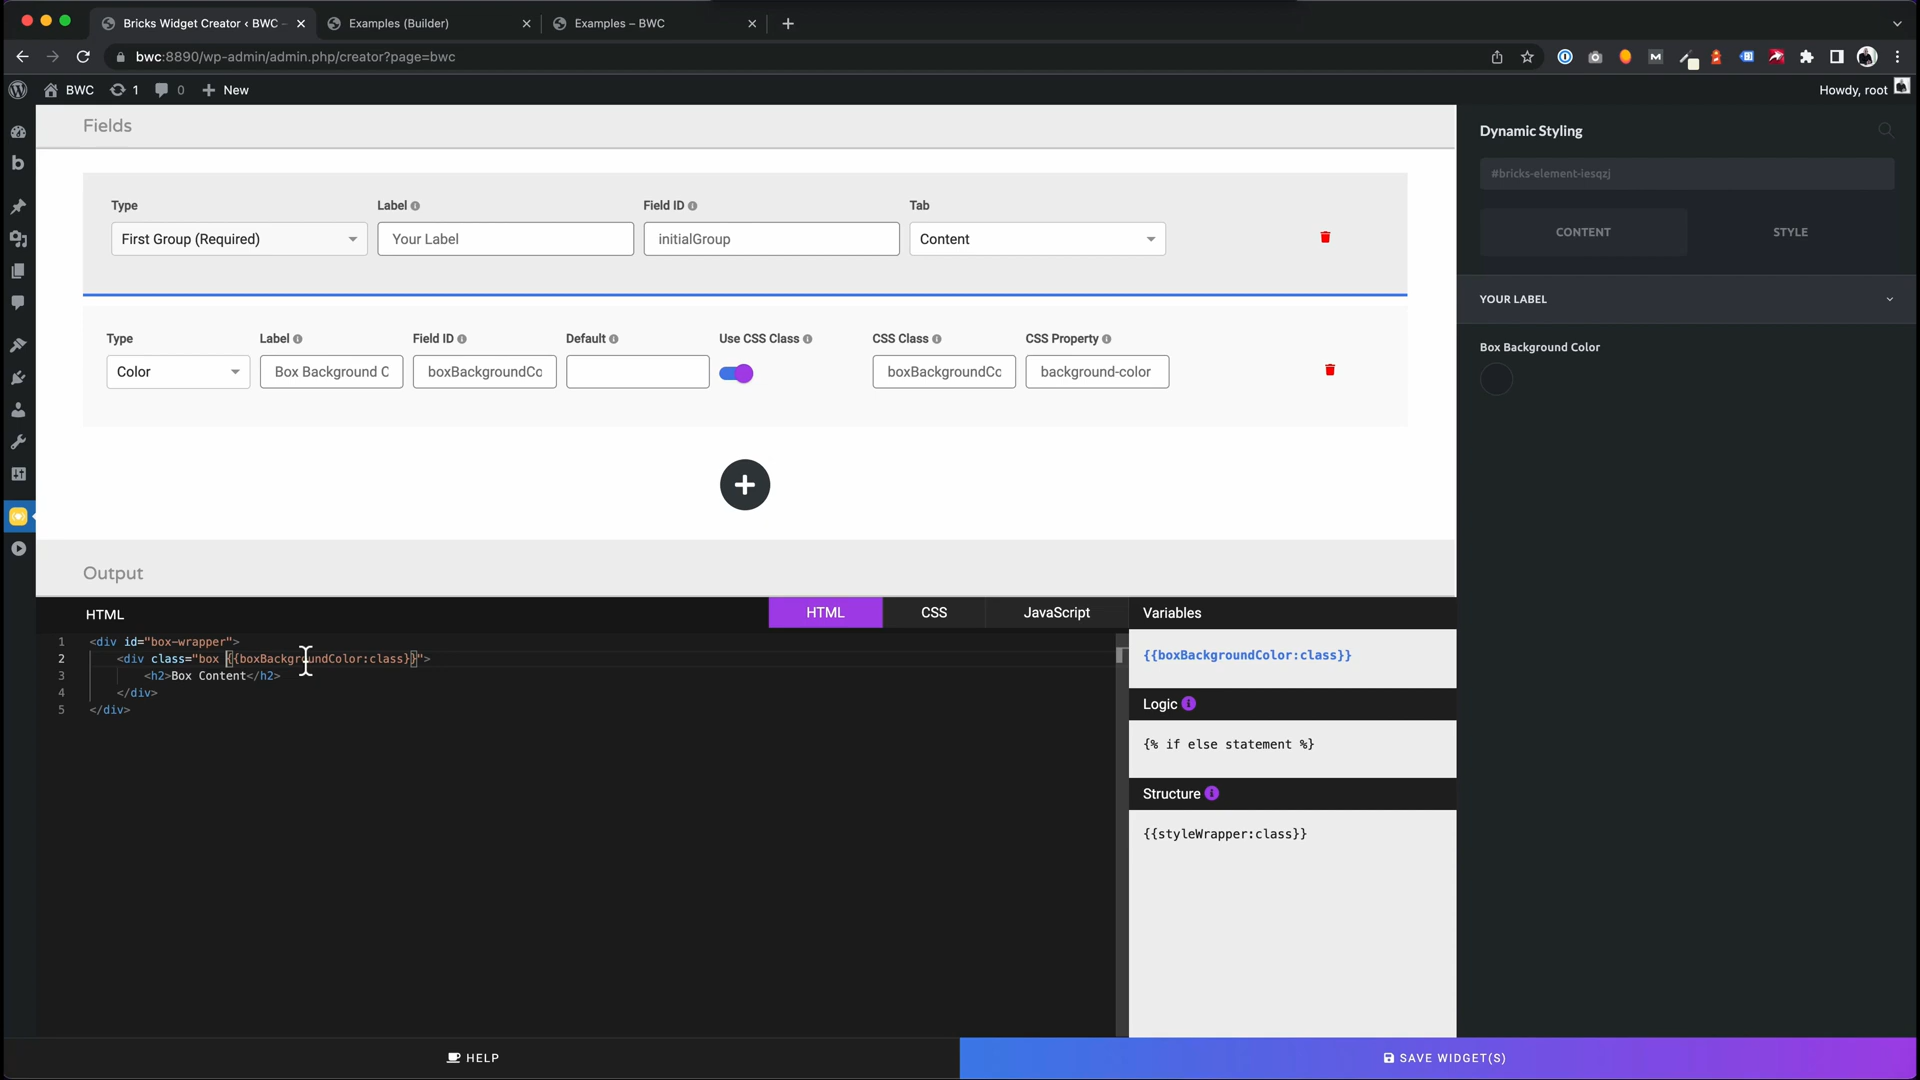 Bricks Widget Creator ‹ BWC –
Examples (Builder)
Examples – BWC
bwc:8890/wp-admin/admin.php/creator?page=bwc
BWC
1
0
New
Howdy, root
Fields
Type
Label
Field ID
Tab
First Group (Required)
Your Label
initialGroup
Content
Type
Label
Field ID
Default
Use CSS Class
CSS Class
CSS Property
Color
Box Background C
boxBackgroundCo
boxBackgroundCc
background-color
Output
HTML
HTML
CSS
JavaScript
1 <div id="box-wrapper">
2 <div class="box {{boxBackgroundColor:class}}">
3 <h2>Box Content</h2>
4 </div>
5 </div>
Variables
{{boxBackgroundColor:class}}
Logic
{% if else statement %}
Structure
{{styleWrapper:class}}
Dynamic Styling
#bricks-element-iesqzj
CONTENT
STYLE
YOUR LABEL
Box Background Color
HELP
SAVE WIDGET(S)